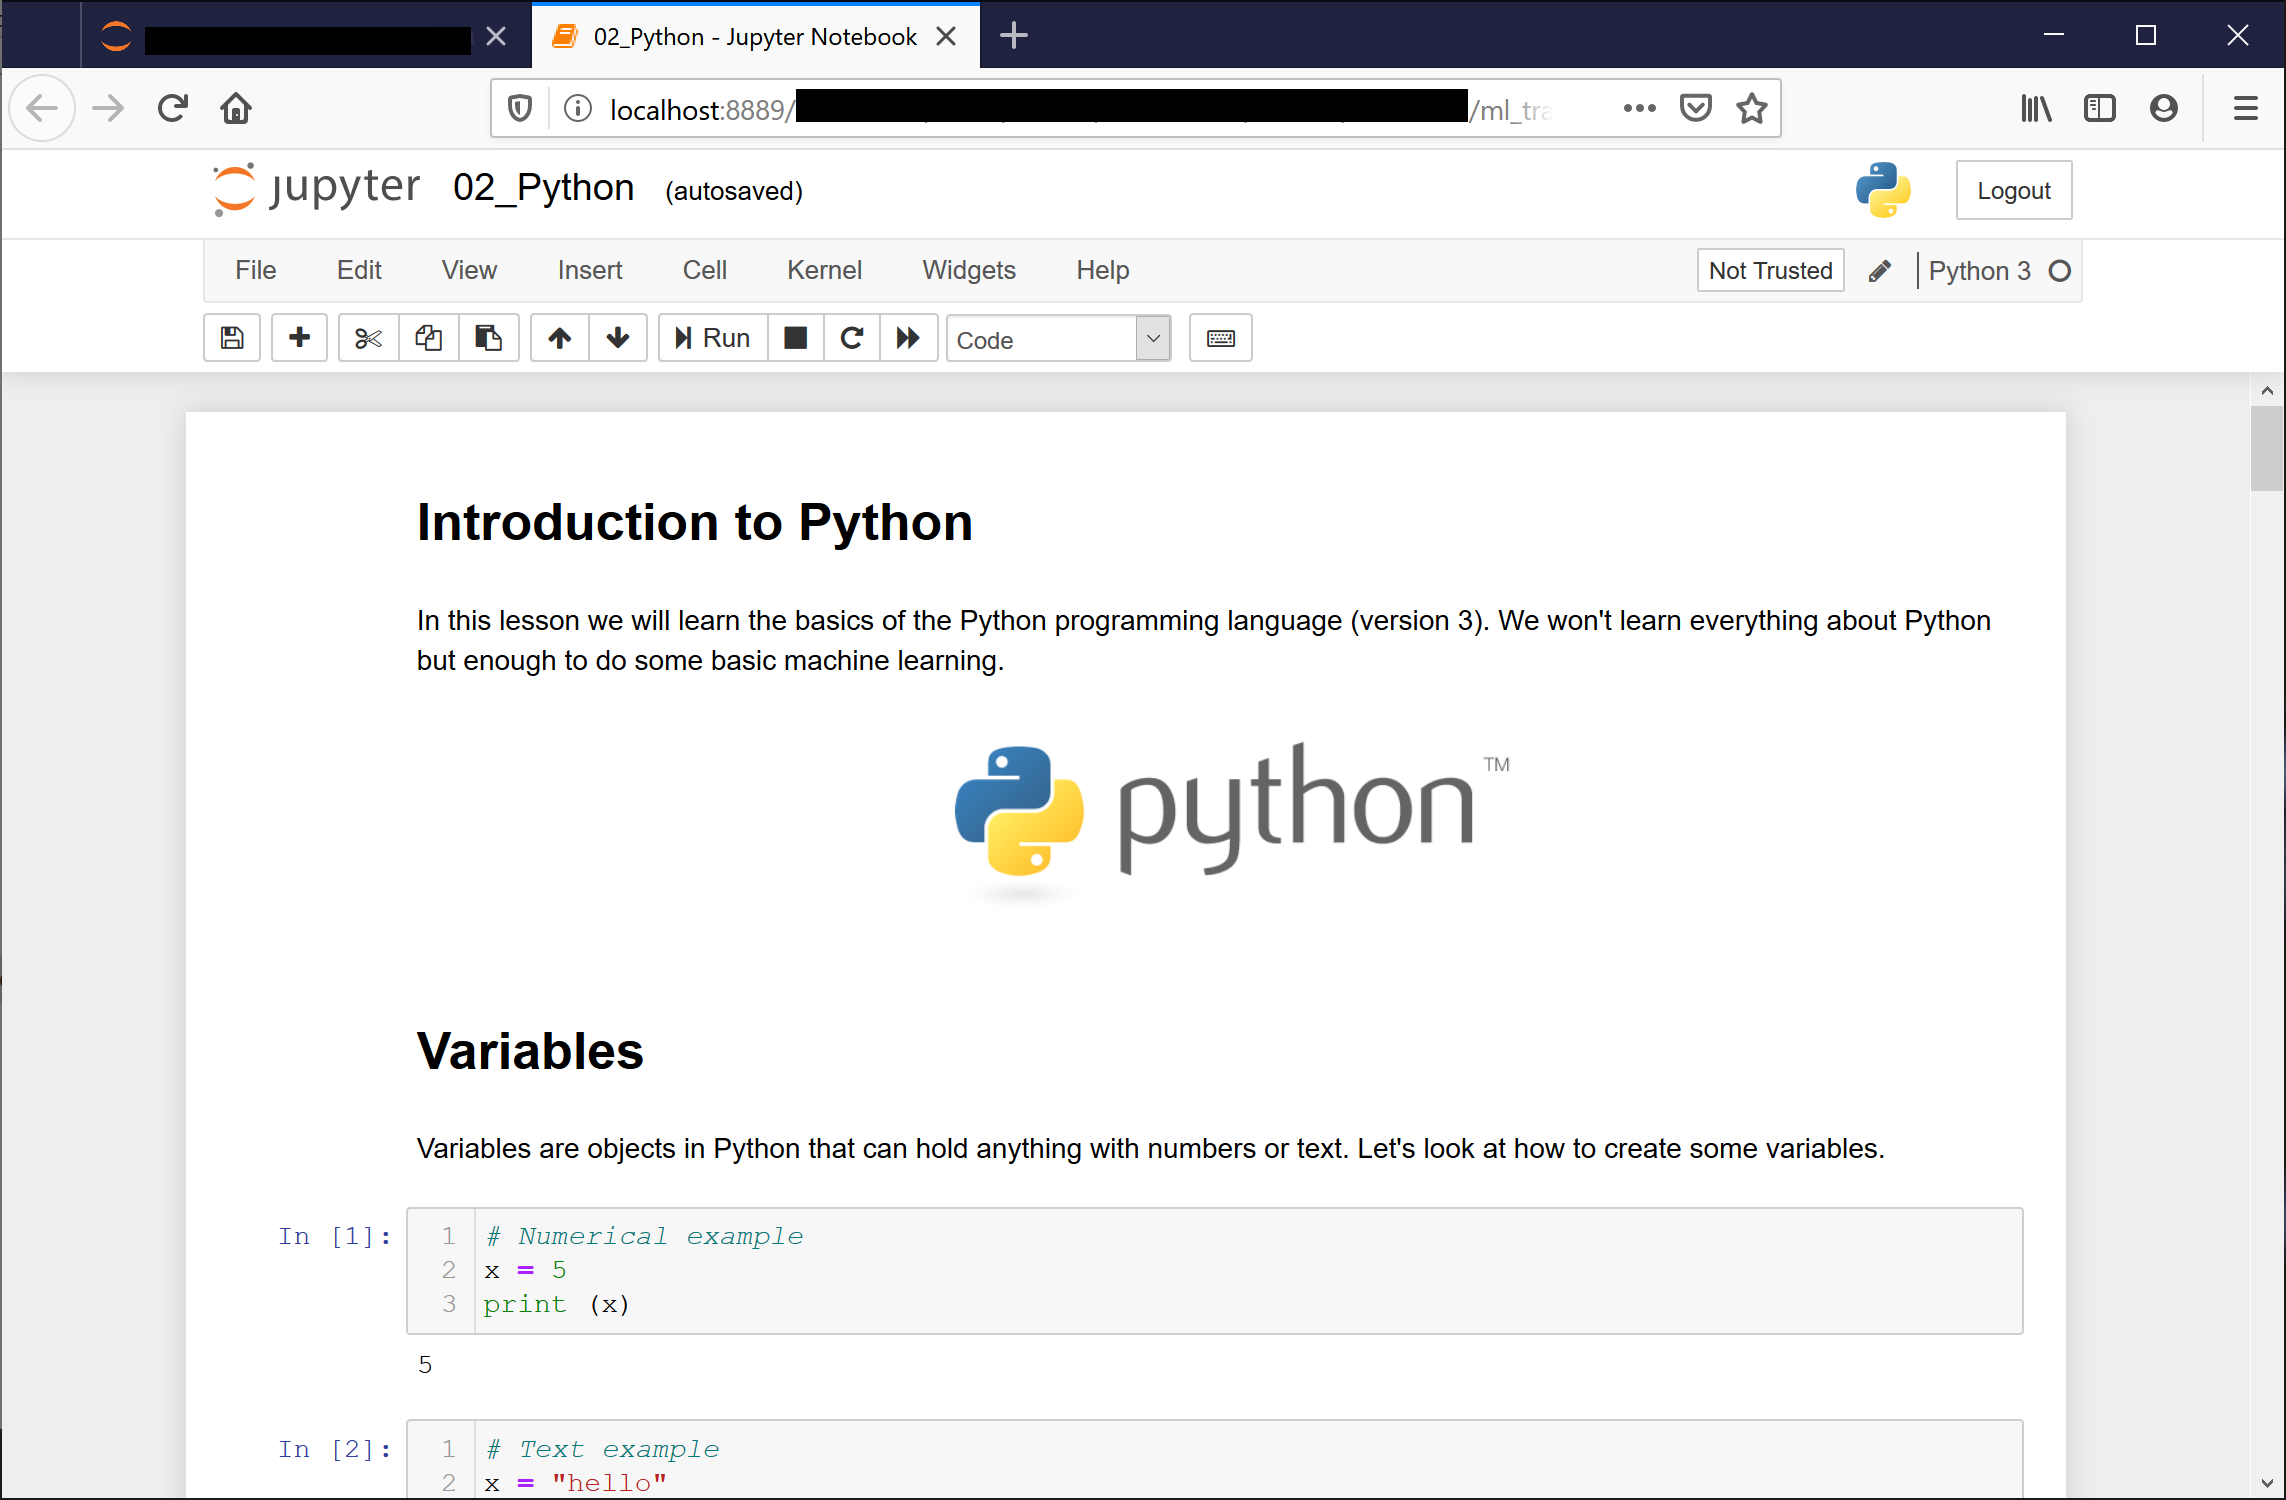 02_Python - Jupyter Notebook
localhost:8889/ /ml_tra
jupyter 02_Python (autosaved)
Logout
File Edit View Insert Cell Kernel Widgets Help Not Trusted Python 3
Run Code
Introduction to Python
In this lesson we will learn the basics of the Python programming language (version 3). We won't learn everything about Python
but enough to do some basic machine learning.
python TM
Variables
Variables are objects in Python that can hold anything with numbers or text. Let's look at how to create some variables.
In [1]: 1 # Numerical example
2 x = 5
3 print (x)
5
In [2]: 1 # Text example
2 x = "hello"